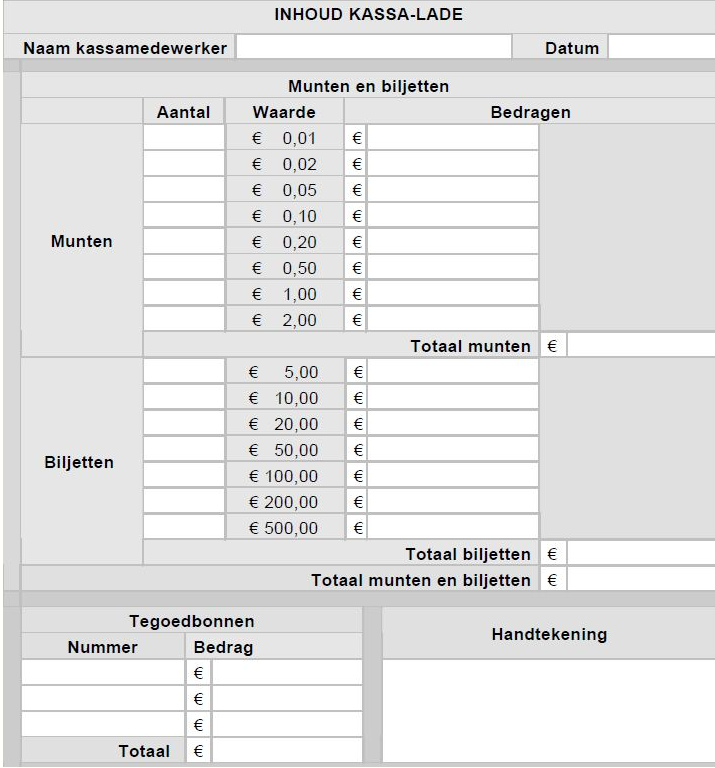 INHOUD KASSA-LADE
Naam kassamedewerker Datum
Munten en biljetten
Aantal Waarde Bedragen
€ 0,01 €
€ 0,02 €
€ 0,05 €
€ 0,10 €
Munten € 0,20 €
€ 0,50 €
€ 1,00 €
€ 2,00 €
Totaal munten €
€ 5,00 €
€ 10,00 €
€ 20,00 €
€ 50,00 €
Biljetten
€ 100,00 €
€ 200,00 €
€ 500,00 €
Totaal biljetten €
Totaal munten en biljetten €
Tegoedbonnen
Handtekening
Nummer Bedrag
€
€
€
Totaal €